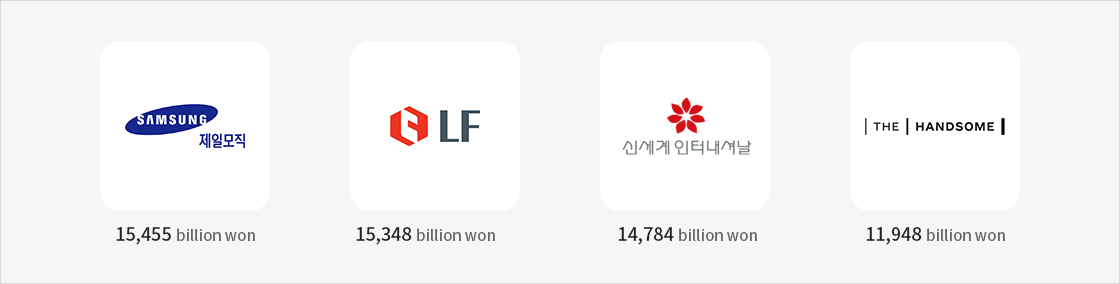 SAMSUNG
제일모직
LF
신세계 인터내셔날
THE HANDSOME
15,455 billion won
15,348 billion won
14,784 billion won
11,948 billion won